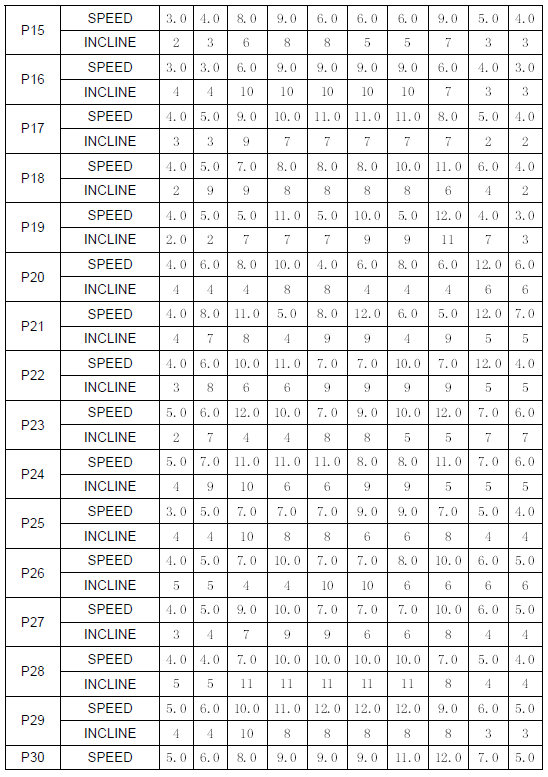 P15 SPEED 3.0 4.0 8.0 9.0 6.0 6.0 6.0 9.0 5.0 4.0
INCLINE 2 3 6 8 8 5 5 7 3 3
P16 SPEED 3.0 3.0 6.0 9.0 9.0 9.0 9.0 6.0 4.0 3.0
INCLINE 4 4 10 10 10 10 10 7 3 3
P17 SPEED 4.0 5.0 9.0 10.0 11.0 11.0 11.0 8.0 5.0 4.0
INCLINE 3 3 9 7 7 7 7 7 2 2
P18 SPEED 4.0 5.0 7.0 8.0 8.0 8.0 10.0 11.0 6.0 4.0
INCLINE 2 9 9 8 8 8 8 6 4 2
P19 SPEED 4.0 5.0 5.0 11.0 5.0 10.0 5.0 12.0 4.0 3.0
INCLINE 2.0 2 7 7 7 9 9 11 7 3
P20 SPEED 4.0 6.0 8.0 10.0 4.0 6.0 8.0 6.0 12.0 6.0
INCLINE 4 4 4 8 8 4 4 4 6 6
P21 SPEED 4.0 8.0 11.0 5.0 8.0 12.0 6.0 5.0 12.0 7.0
INCLINE 4 7 8 4 9 9 4 9 5 5
P22 SPEED 4.0 6.0 10.0 11.0 7.0 7.0 10.0 7.0 12.0 4.0
INCLINE 3 8 6 6 9 9 9 9 5 5
P23 SPEED 5.0 6.0 12.0 10.0 7.0 9.0 10.0 12.0 7.0 6.0
INCLINE 2 7 4 4 8 8 5 5 7 7
P24 SPEED 5.0 7.0 11.0 11.0 11.0 8.0 8.0 11.0 7.0 6.0
INCLINE 4 9 10 6 6 9 9 5 5 5
P25 SPEED 3.0 5.0 7.0 7.0 7.0 9.0 9.0 7.0 5.0 4.0
INCLINE 4 4 10 8 8 6 6 8 4 4
P26 SPEED 4.0 5.0 7.0 10.0 7.0 7.0 8.0 10.0 6.0 5.0
INCLINE 5 5 4 4 10 10 6 6 6 6
P27 SPEED 4.0 5.0 9.0 10.0 7.0 7.0 7.0 10.0 6.0 5.0
INCLINE 3 4 7 9 9 6 6 8 4 4
P28 SPEED 4.0 4.0 7.0 10.0 10.0 10.0 10.0 7.0 5.0 4.0
INCLINE 5 5 11 11 11 11 11 8 4 4
P29 SPEED 5.0 6.0 10.0 11.0 12.0 12.0 12.0 9.0 6.0 5.0
INCLINE 4 4 10 8 8 8 8 8 3 3
P30 SPEED 5.0 6.0 8.0 9.0 9.0 9.0 11.0 12.0 7.0 5.0